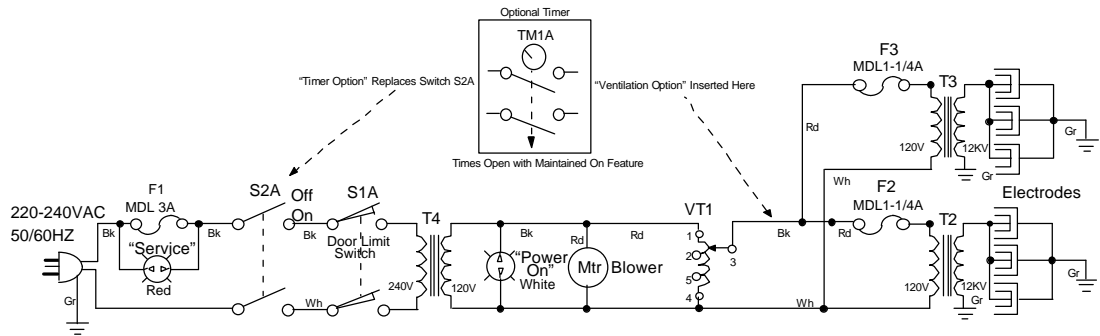 Optional Timer
TM1A
"Timer Option" Replaces Switch S2A
"Ventilation Option" Inserted Here
Times Open with Maintained On Feature
F3
MDL1-1/4A
T3
Rd
120V
12KV
Gr
Gr
Wh
Electrodes
F1
MDL 3A
220-240VAC
50/60HZ
Bk
"Service"
Red
Gr
Bk
S2A
Off
On
S1A
Bk
Door Limit
Switch
Wh
T4
240V
120V
Bk
"Power
On"
White
Rd
Mtr
Blower
Rd
VT1
1
2
5
4
3
Bk
Wh
F2
MDL1-1/4A
Rd
T2
120V
12KV
Gr
Gr